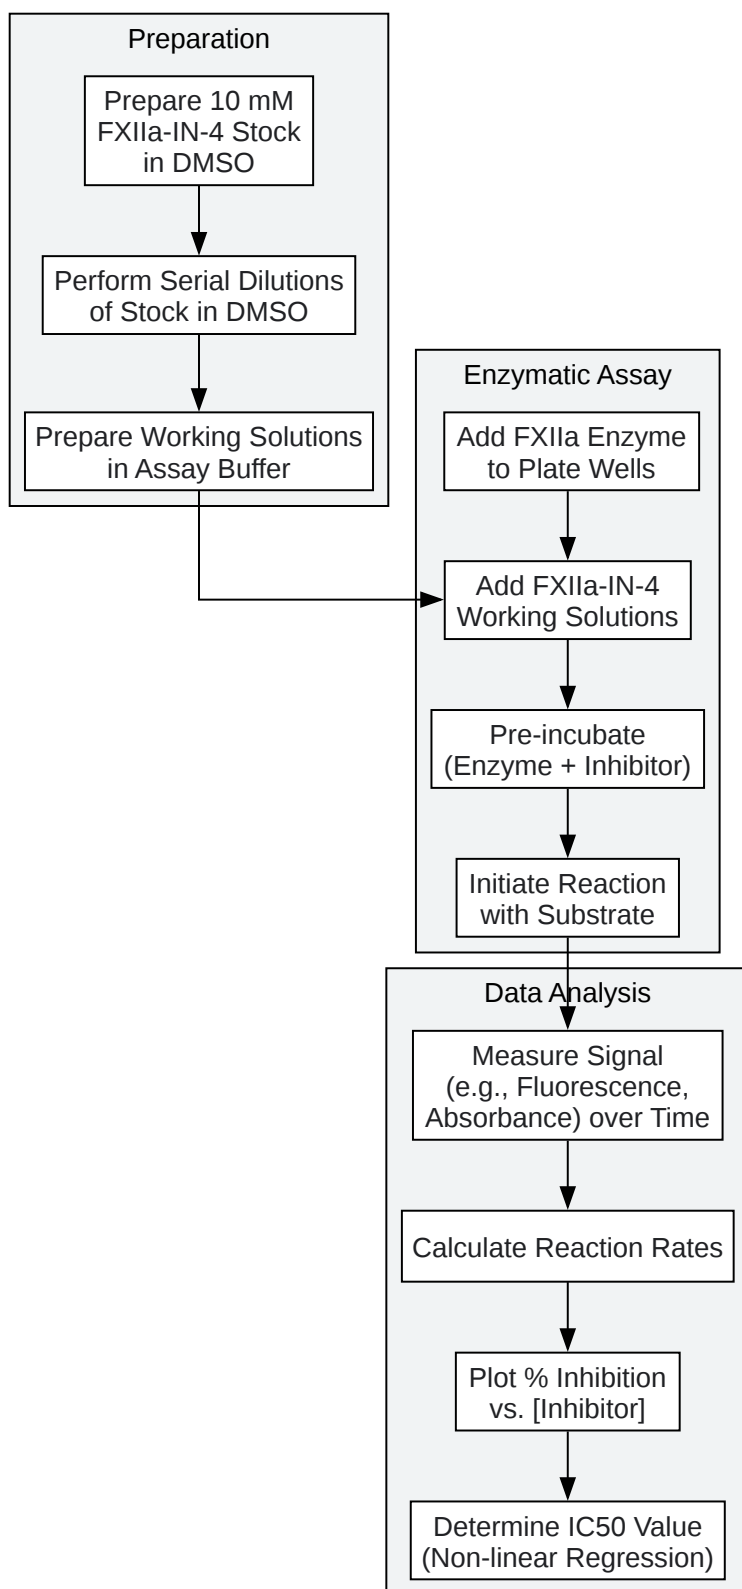 Preparation
Prepare 10 mM
FXIIa-IN-4 Stock
in DMSO
Perform Serial Dilutions
of Stock in DMSO
Prepare Working Solutions
in Assay Buffer
Enzymatic Assay
Add FXIIa Enzyme
to Plate Wells
Add FXIIa-IN-4
Working Solutions
Pre-incubate
(Enzyme + Inhibitor)
Initiate Reaction
with Substrate
Data Analysis
Measure Signal
(e.g., Fluorescence,
Absorbance) over Time
Calculate Reaction Rates
Plot % Inhibition
vs. [Inhibitor]
Determine IC50 Value
(Non-linear Regression)